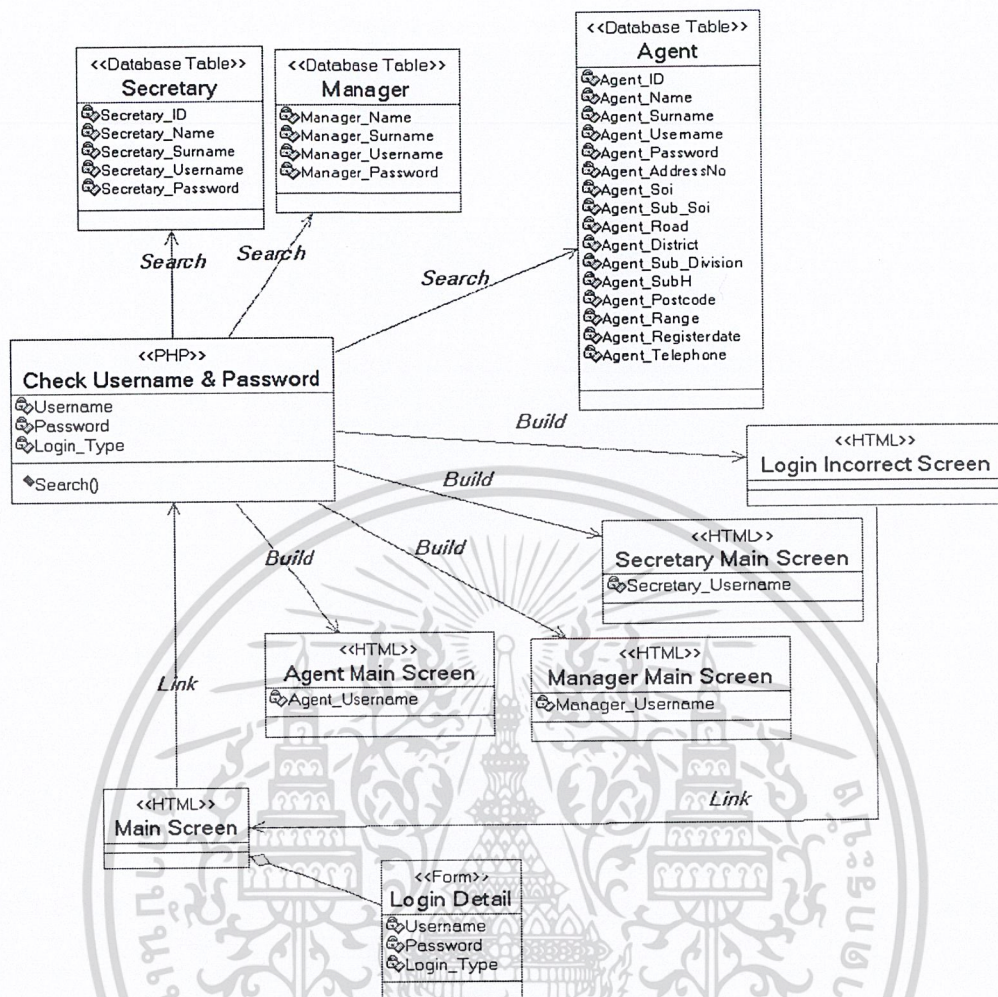 <<Database Table>>
Secretary
Secretary_ID
Secretary_Name
Secretary_Surname
Secretary_Username
Secretary_Password
<<Database Table>>
Manager
Manager_Name
Manager_Surname
Manager_Username
Manager_Password
<<Database Table>>
Agent
Agent_ID
Agent_Name
Agent_Surname
Agent_Username
Agent_Password
Agent_AddressNo
Agent_Soi
Agent_Sub_Soi
Agent_Road
Agent_District
Agent_Sub_Division
Agent_SubH
Agent_Postcode
Agent_Range
Agent_Registerdate
Agent_Telephone
Search
Search
Search
<<PHP>>
Check Username & Password
Username
Password
Login_Type
Search()
Build
<<HTML>>
Login Incorrect Screen
Build
<<HTML>>
Secretary Main Screen
Secretary_Username
Build
Build
<<HTML>>
Agent Main Screen
Agent_Username
<<HTML>>
Manager Main Screen
Manager_Username
Link
<<HTML>>
Main Screen
Link
<<Form>>
Login Detail
Username
Password
Login_Type